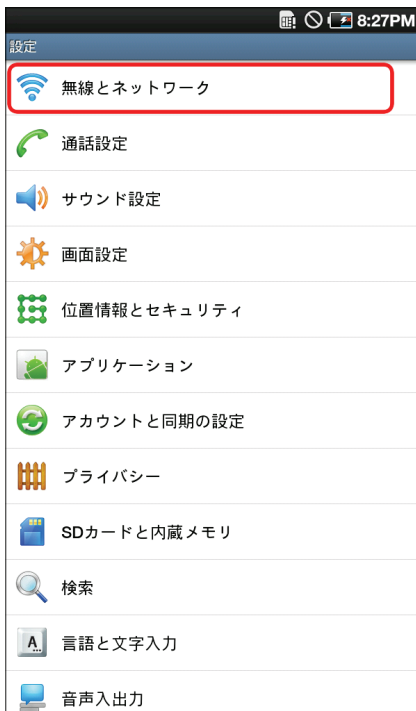 8:27PM
設定
無線とネットワーク
通話設定
サウンド設定
画面設定
位置情報とセキュリティ
アプリケーション
アカウントと同期の設定
プライバシー
SDカードと内蔵メモリ
検索
A...
言語と文字入力
音声入出力